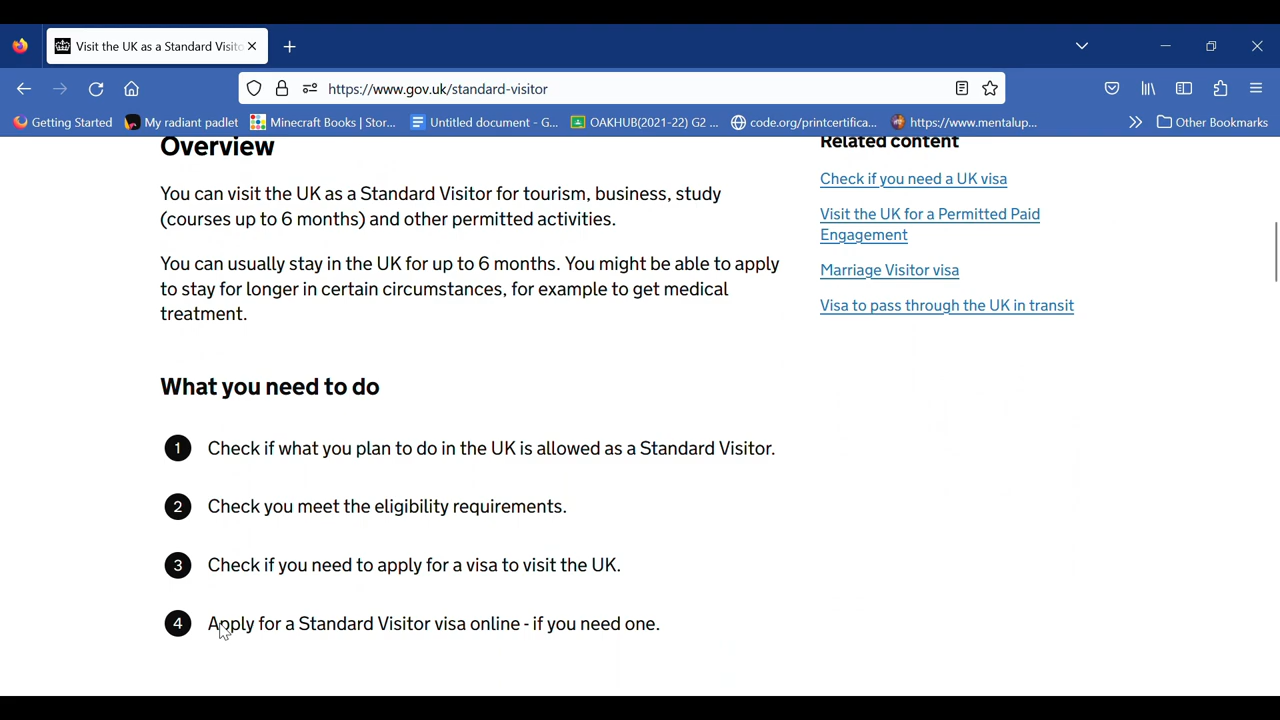 Visit the UK as a Standard Visito
https://www.gov.uk/standard-visitor
Getting Started
My radiant padlet
Minecraft Books | Stor...
Untitled document - G...
OAKHUB(2021-22) G2 ...
code.org/printcertifica...
https://www.mentalup...
Other Bookmarks
Overview
You can visit the UK as a Standard Visitor for tourism, business, study
(courses up to 6 months) and other permitted activities.
You can usually stay in the UK for up to 6 months. You might be able to apply
to stay for longer in certain circumstances, for example to get medical
treatment.
What you need to do
1 Check if what you plan to do in the UK is allowed as a Standard Visitor.
2 Check you meet the eligibility requirements.
3 Check if you need to apply for a visa to visit the UK.
4 Apply for a Standard Visitor visa online - if you need one.
Related content
Check if you need a UK visa
Visit the UK for a Permitted Paid
Engagement
Marriage Visitor visa
Visa to pass through the UK in transit